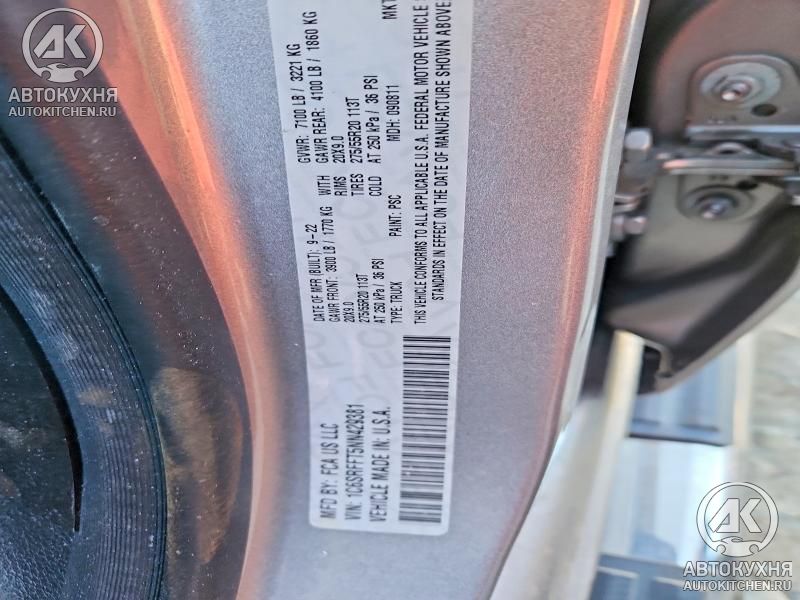 AK
АВТОКУХНЯ
AUTOKITCHEN.RU
MFD BY: FCA US LLC
DATE OF MFR (BUILT): 9-22
GVWR: 7100 LB / 3221 KG
GAWR FRONT: 3900 LB / 1770 KG
WITH
GAWR REAR: 4100 LB / 1860 KG
20X9.0
RIMS
20X9.0
275/55R20 113T
TIRES
275/55R20 113T
AT 250 kPa / 36 PSI
COLD
AT 250 kPa / 36 PSI
VIN: 1C6SRFFT5NN429381
TYPE: TRUCK
PAINT: PSC
MDH: 090811
VEHICLE MADE IN: U.S.A.
THIS VEHICLE CONFORMS TO ALL APPLICABLE U.S.A. FEDERAL MOTOR VEHICLE
STANDARDS IN EFFECT ON THE DATE OF MANUFACTURE SHOWN ABOVE
AK
АВТОКУХНЯ
AUTOKITCHEN.RU